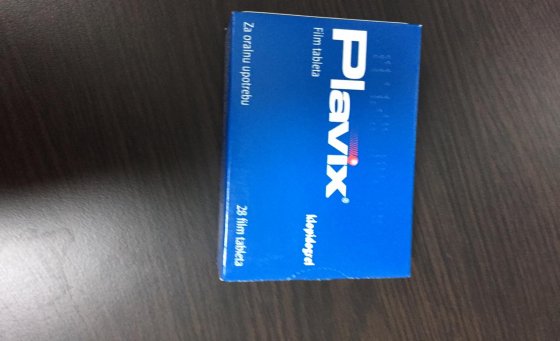 Plavix®
klopidogrel
Film tableta
Za oralnu upotrebu
28 film tableta